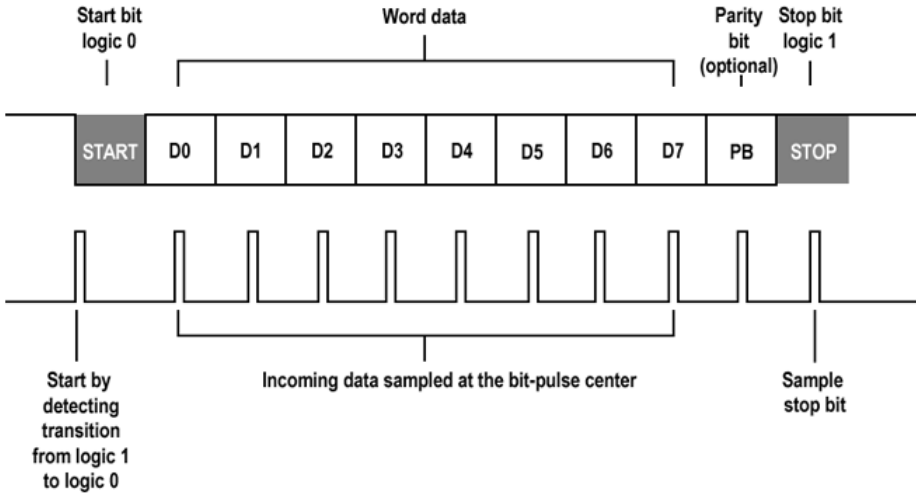 Start bit
logic 0
Word data
Parity
bit
(optional)
Stop bit
logic 1
START D0 D1 D2 D3 D4 D5 D6 D7 PB STOP
Start by
detecting
transition
from logic 1
to logic 0
Incoming data sampled at the bit-pulse center
Sample
stop bit